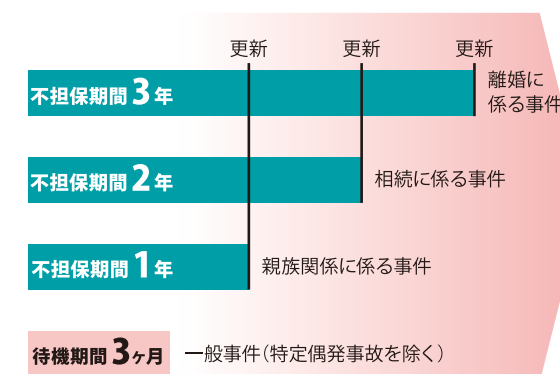 更新 更新 更新
不担保期間3年
離婚に
係る事件
不担保期間2年
相続に係る事件
不担保期間1年
親族関係に係る事件
待機期間3ヶ月
一般事件(特定偶発事故を除く)